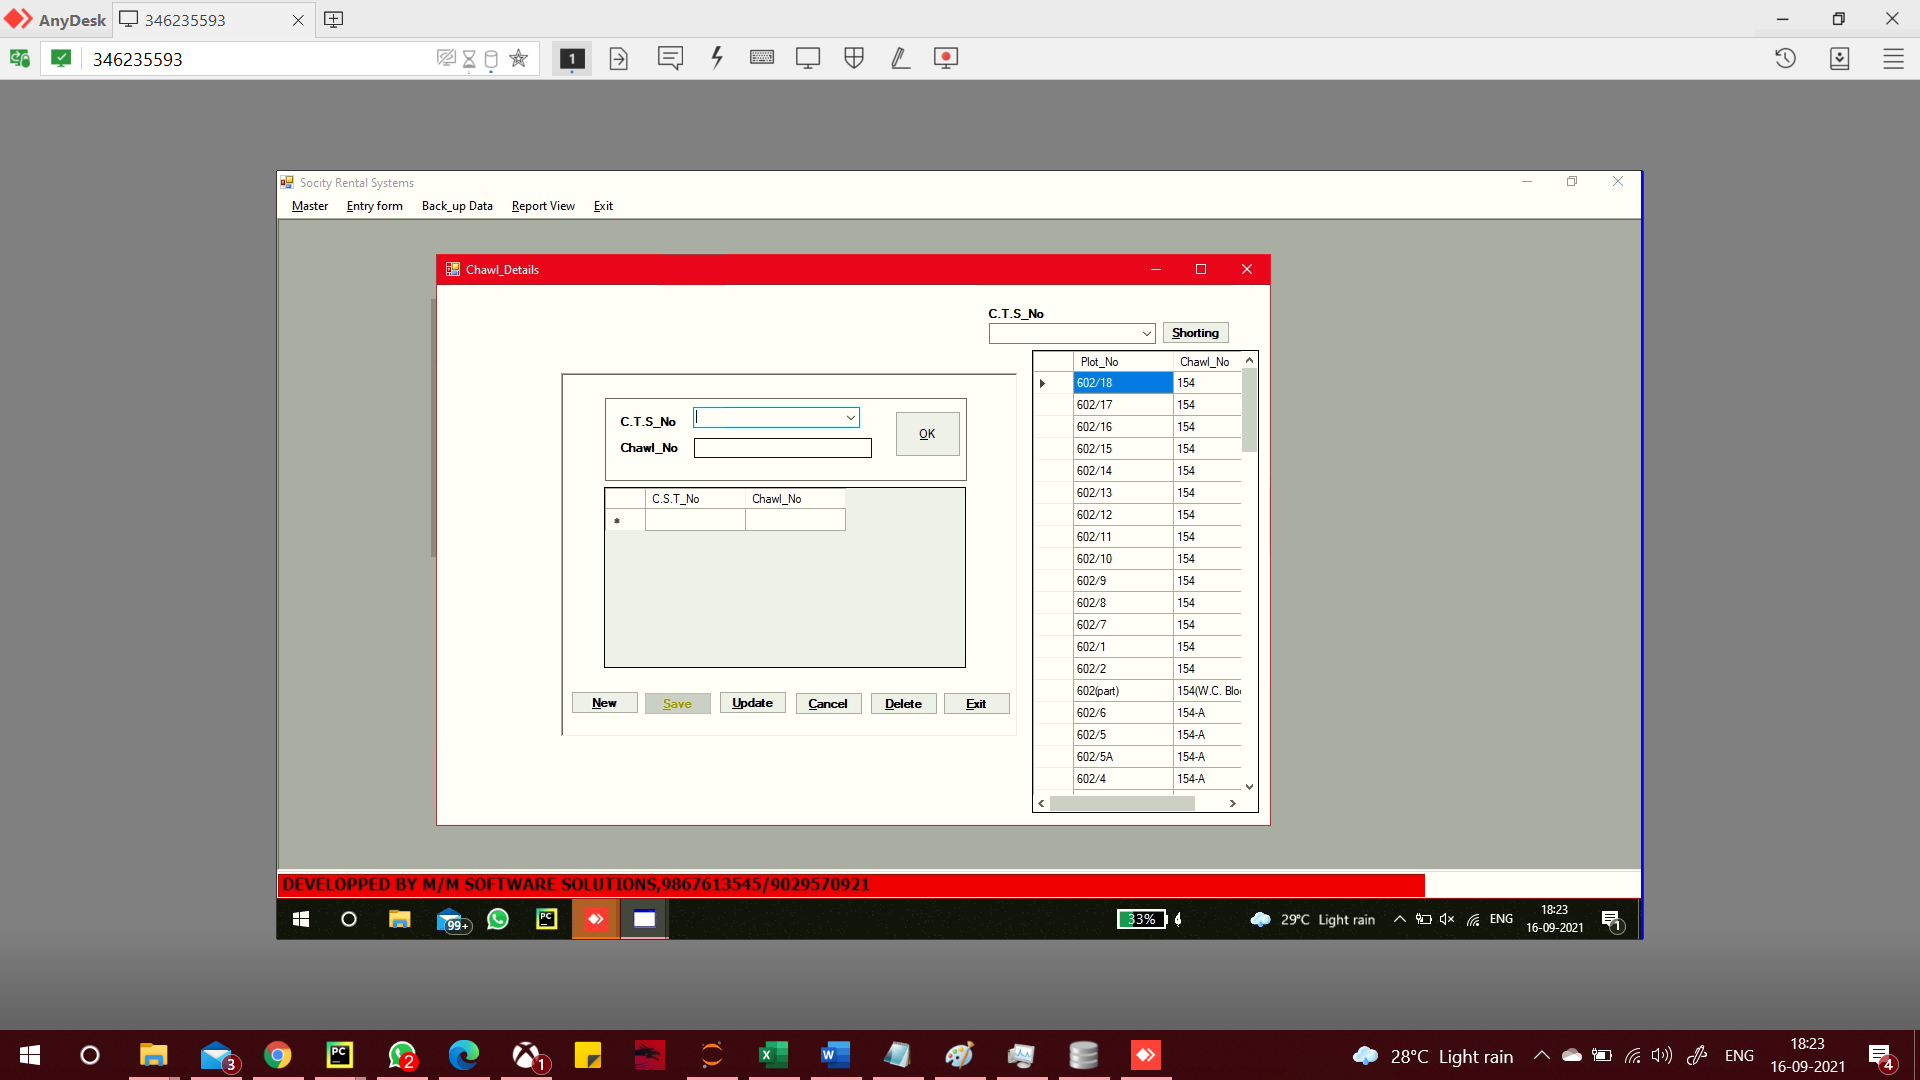 AnyDesk 346235593
346235593 1
Socity Rental Systems
Master Entry form Back_up Data Report View Exit
Chawl_Details
C.T.S_No
Shorting
C.T.S_No
Chawl_No
OK
C.S.T_No Chawl_No
*
New Save Update Cancel Delete Exit
Plot_No Chawl_No
602/18 154
602/17 154
602/16 154
602/15 154
602/14 154
602/13 154
602/12 154
602/11 154
602/10 154
602/9 154
602/8 154
602/7 154
602/1 154
602/2 154
602(part) 154(W.C. Blo
602/6 154-A
602/5 154-A
602/5A 154-A
602/4 154-A
DEVELOPPED BY M/M SOFTWARE SOLUTIONS,9867613545/9029570921
99+ PC 33% 29°C Light rain ENG 18:23
16-09-2021 1
3 PC 2 1 28°C Light rain ENG 18:23
16-09-2021 4